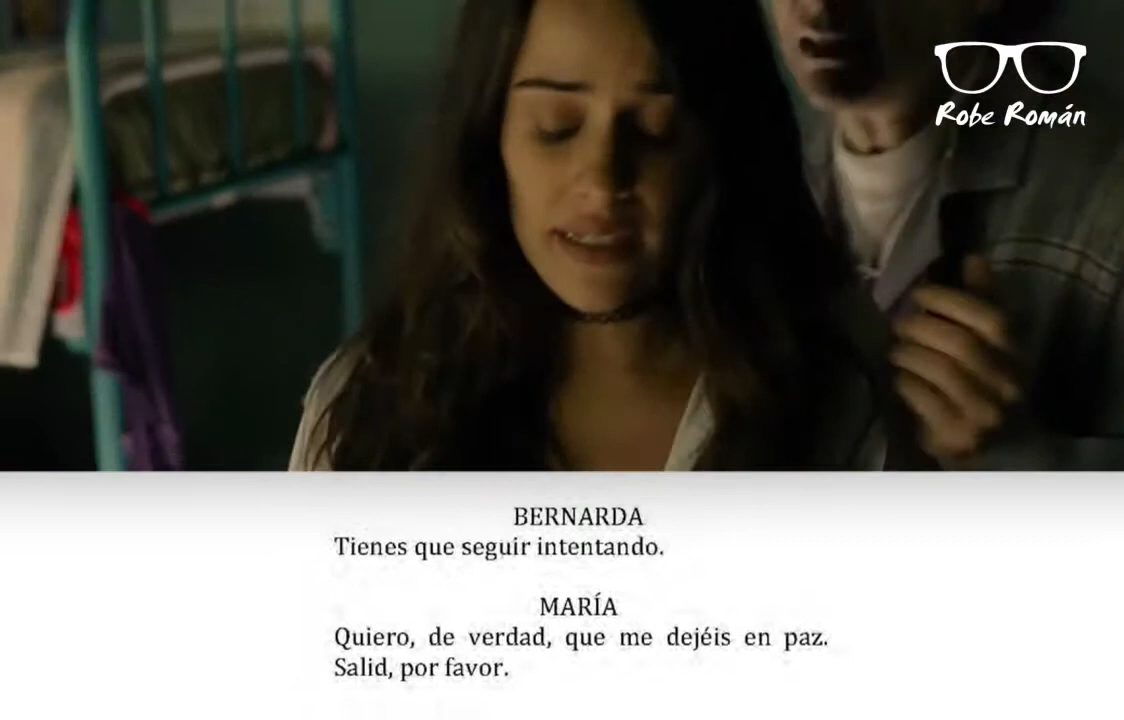 Robe Román
BERNARDA
Tienes que seguir intentando.
MARÍA
Quiero, de verdad, que me dejéis en paz.
Salid, por favor.